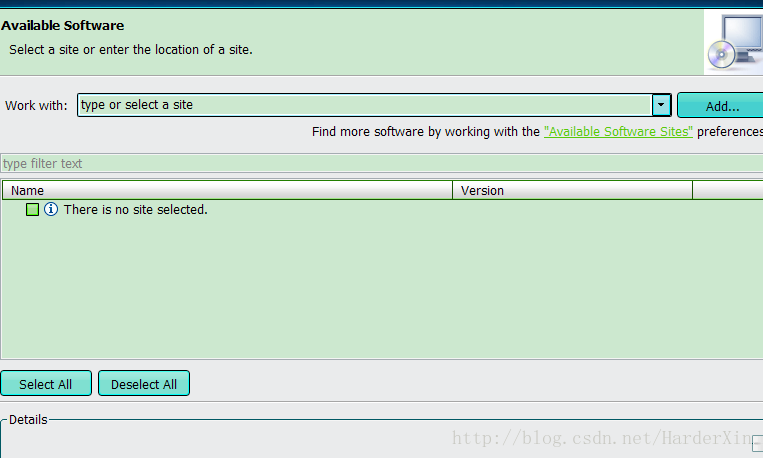 Available Software
Select a site or enter the location of a site.
Work with: type or select a site Add...
Find more software by working with the "Available Software Sites" preferences
type filter text
Name Version
There is no site selected.
Select All Deselect All
Details
http://blog.csdn.net/HarderXin